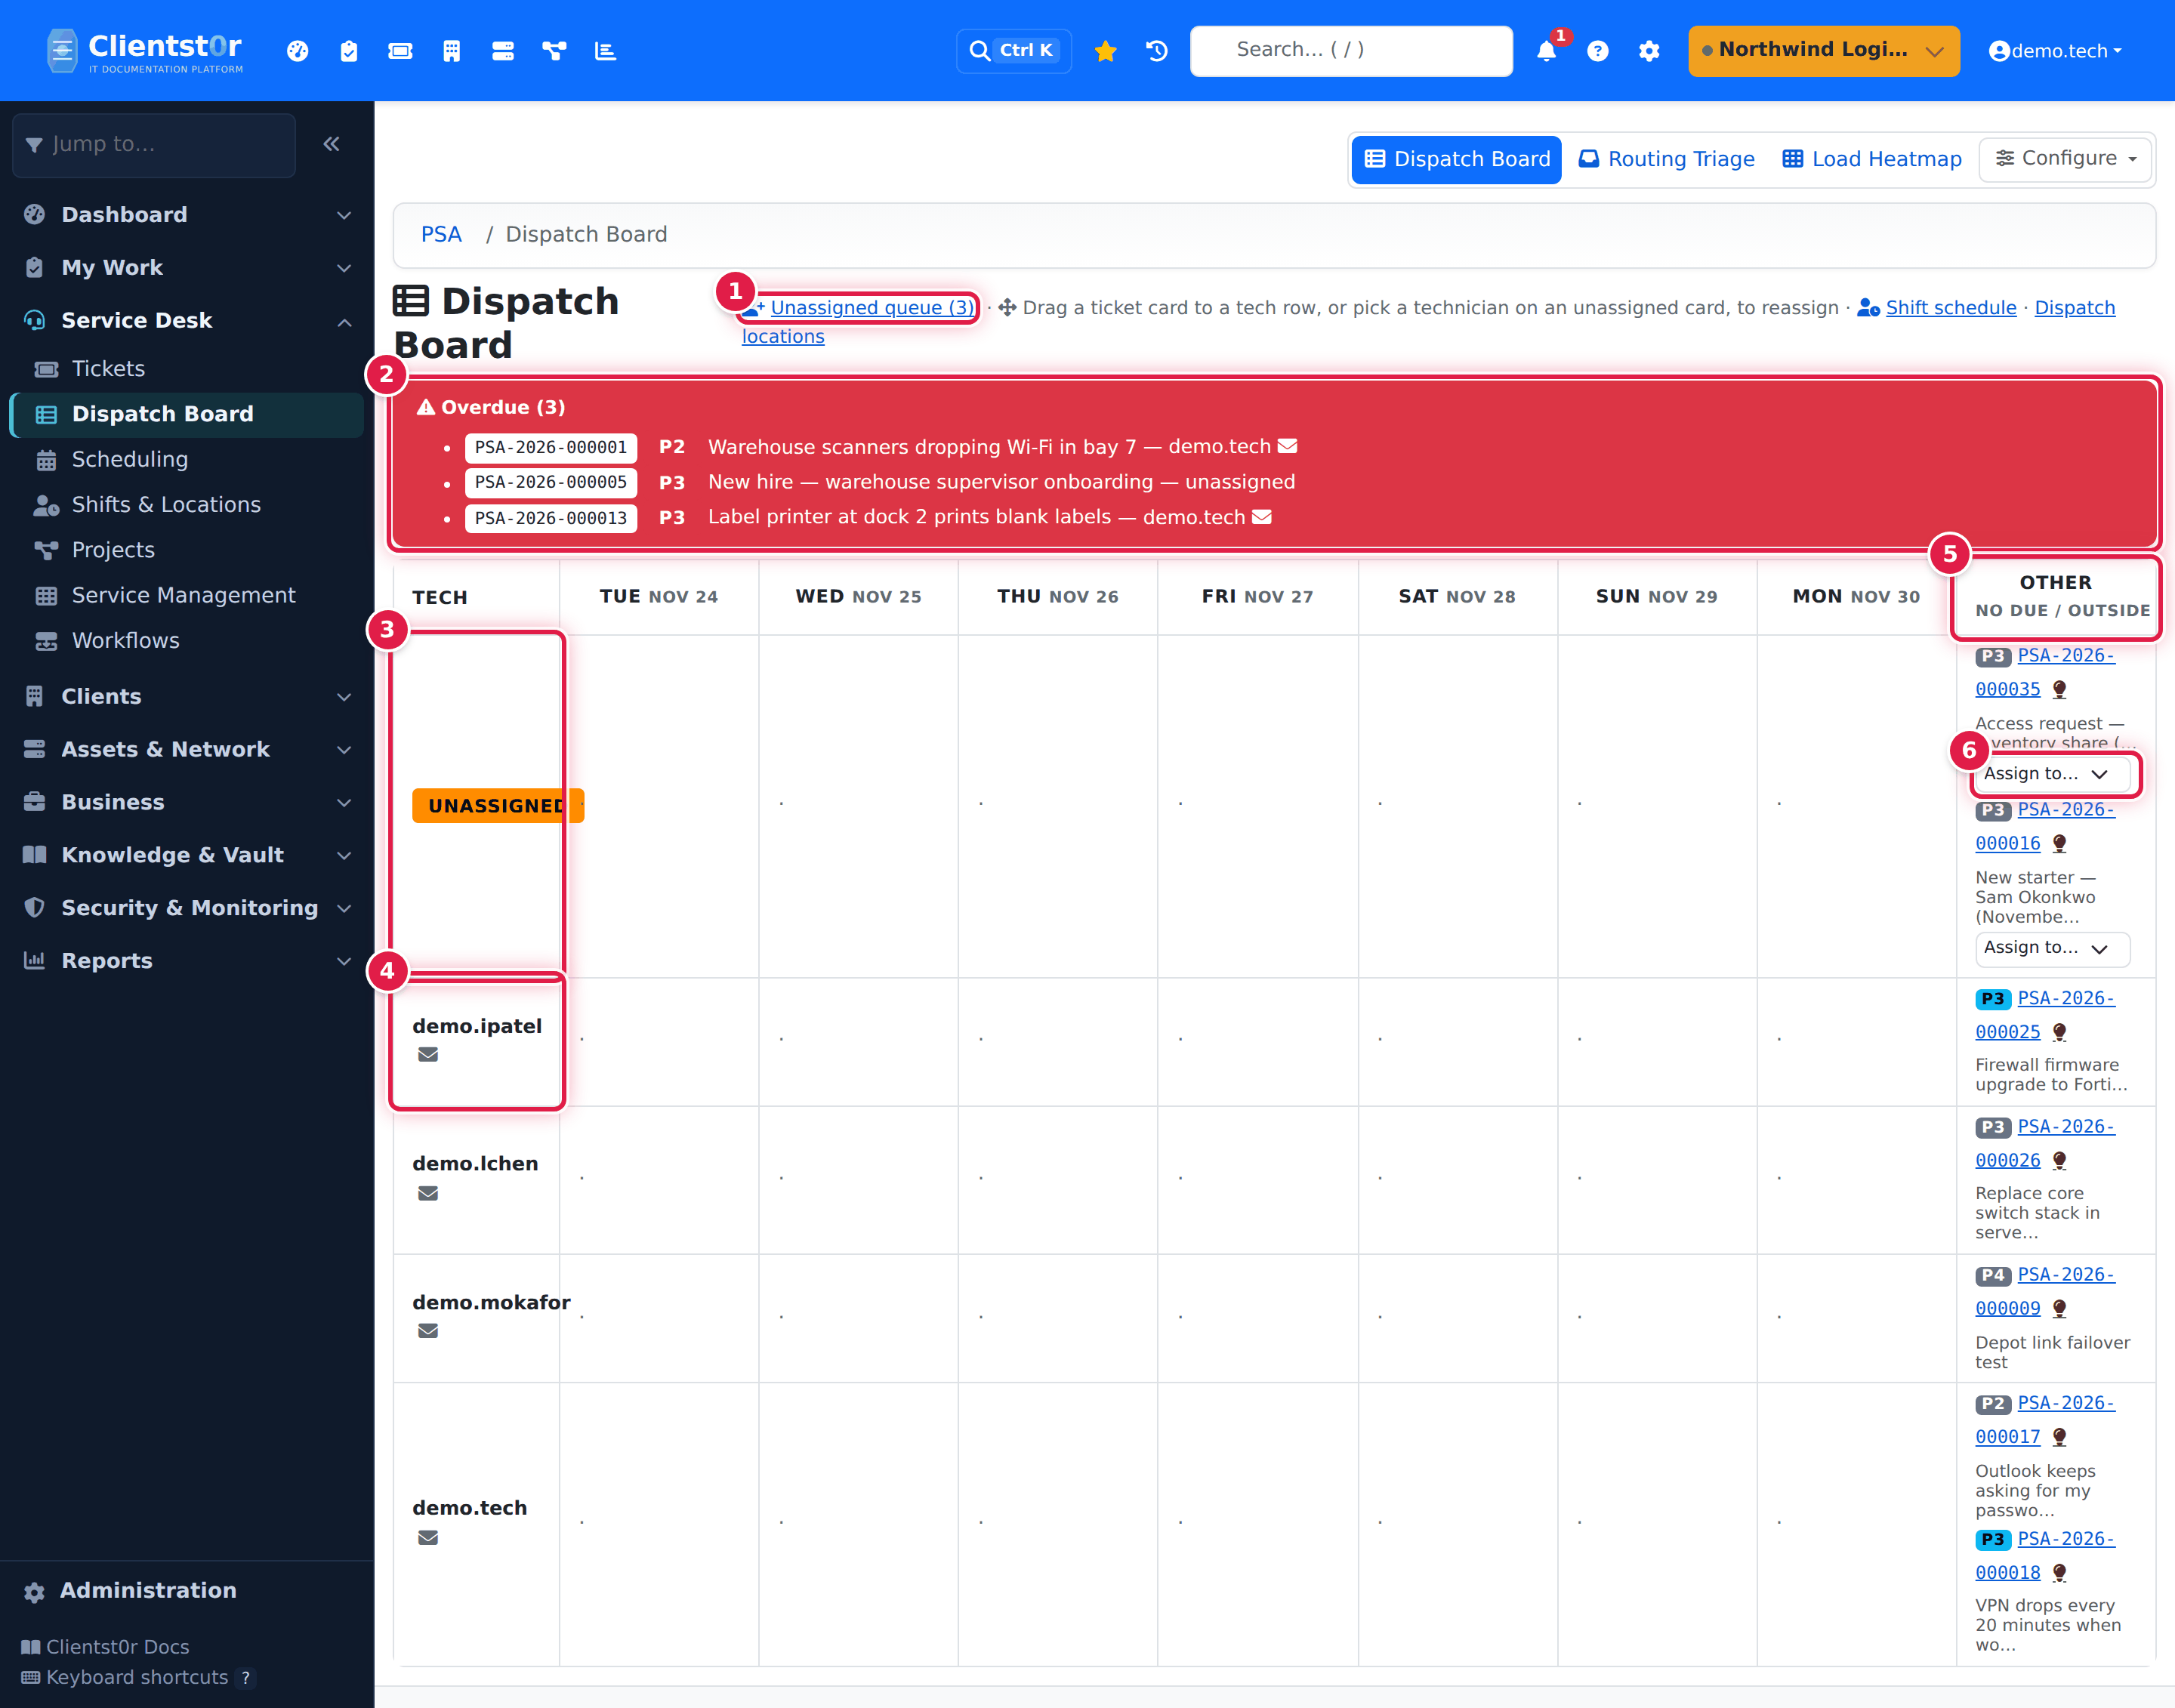 Clientst0r
IT DOCUMENTATION PLATFORM
Ctrl K
Search... ( / )
1
Northwind Logi...
demo.tech
Jump to...
Dashboard
My Work
Service Desk
Tickets
Dispatch Board
Scheduling
Shifts & Locations
Projects
Service Management
Workflows
Clients
Assets & Network
Business
Knowledge & Vault
Security & Monitoring
Reports
Administration
Clientst0r Docs
Keyboard shortcuts ?
Dispatch Board
Routing Triage
Load Heatmap
Configure
PSA / Dispatch Board
Dispatch
Board
1
Unassigned queue (3) · Drag a ticket card to a tech row, or pick a technician on an unassigned card, to reassign · Shift schedule · Dispatch
locations
2
Overdue (3)
• PSA-2026-000001 P2 Warehouse scanners dropping Wi-Fi in bay 7 — demo.tech
• PSA-2026-000005 P3 New hire — warehouse supervisor onboarding — unassigned
• PSA-2026-000013 P3 Label printer at dock 2 prints blank labels — demo.tech
5
TECH
TUE NOV 24
WED NOV 25
THU NOV 26
FRI NOV 27
SAT NOV 28
SUN NOV 29
MON NOV 30
OTHER
NO DUE / OUTSIDE
3
UNASSIGNED
· · · · · · ·
P3 PSA-2026-
000035
Access request —
ventory share (...
6
Assign to...
P3 PSA-2026-
000016
New starter —
Sam Okonkwo
(Novembe...
Assign to...
4
demo.ipatel
· · · · · · ·
P3 PSA-2026-
000025
Firewall firmware
upgrade to Forti...
demo.lchen
· · · · · · ·
P3 PSA-2026-
000026
Replace core
switch stack in
serve...
demo.mokafor
· · · · · · ·
P4 PSA-2026-
000009
Depot link failover
test
demo.tech
· · · · · · ·
P2 PSA-2026-
000017
Outlook keeps
asking for my
passwo...
P3 PSA-2026-
000018
VPN drops every
20 minutes when
wo...